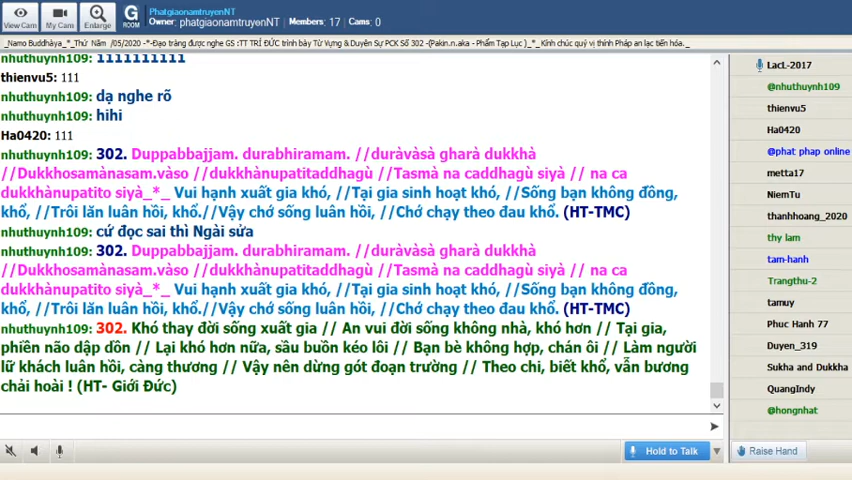 View Cam
My Cam
Enlarge
G
ROOM
PhatgiaonamtruyenNT
Owner: phatgiaonamtruyenNT Members: 17 Cams: 0
_Namo Buddhàya_*_Thứ Năm /05/2020 -*-Đạo tràng được nghe GS :TT TRÍ ĐỨC trình bày Từ Vựng & Duyên Sự PCK Số 302 -(Pakin.n.aka - Phẩm Tạp Lục )_*_ Kính chúc quý vị thính Pháp an lạc tiến hóa._
nhuthuynh109: 1111111111
thienvu5: 111
nhuthuynh109: dạ nghe rõ
nhuthuynh109: hihi
Ha0420: 111
nhuthuynh109: 302. Duppabbajjam. durabhiramam. //duràvàsà gharà dukkhà
//Dukkhosamànasam.vàso //dukkhànupatitaddhagù //Tasmà na caddhagù siyà // na ca
dukkhànupatito siyà_*_ Vui hạnh xuất gia khó, //Tại gia sinh hoạt khó, //Sống bạn không đồng,
khổ, //Trôi lăn luân hồi, khổ.//Vậy chớ sống luân hồi, //Chớ chạy theo đau khổ. (HT-TMC)
nhuthuynh109: cứ đọc sai thì Ngài sửa
nhuthuynh109: 302. Duppabbajjam. durabhiramam. //duràvàsà gharà dukkhà
//Dukkhosamànasam.vàso //dukkhànupatitaddhagù //Tasmà na caddhagù siyà // na ca
dukkhànupatito siyà_*_ Vui hạnh xuất gia khó, //Tại gia sinh hoạt khó, //Sống bạn không đồng,
khổ, //Trôi lăn luân hồi, khổ.//Vậy chớ sống luân hồi, //Chớ chạy theo đau khổ. (HT-TMC)
nhuthuynh109: 302. Khó thay đời sống xuất gia // An vui đời sống không nhà, khó hơn // Tại gia,
phiền não dập dồn // Lại khó hơn nữa, sầu buồn kéo lôi // Bạn bè không hợp, chán ôi // Làm người
lữ khách luân hồi, càng thương // Vậy nên dừng gót đoạn trường // Theo chi, biết khổ, vẫn bương
chải hoài ! (HT- Giới Đức)
Hold to Talk
LacL-2017
@nhuthuynh109
thienvu5
Ha0420
@phat phap online
metta17
NiemTu
thanhhoang_2020
thy lam
tam-hanh
Trangthu-2
tamuy
Phuc Hanh 77
Duyen_319
Sukha and Dukkha
QuangIndy
@hongnhat
Raise Hand